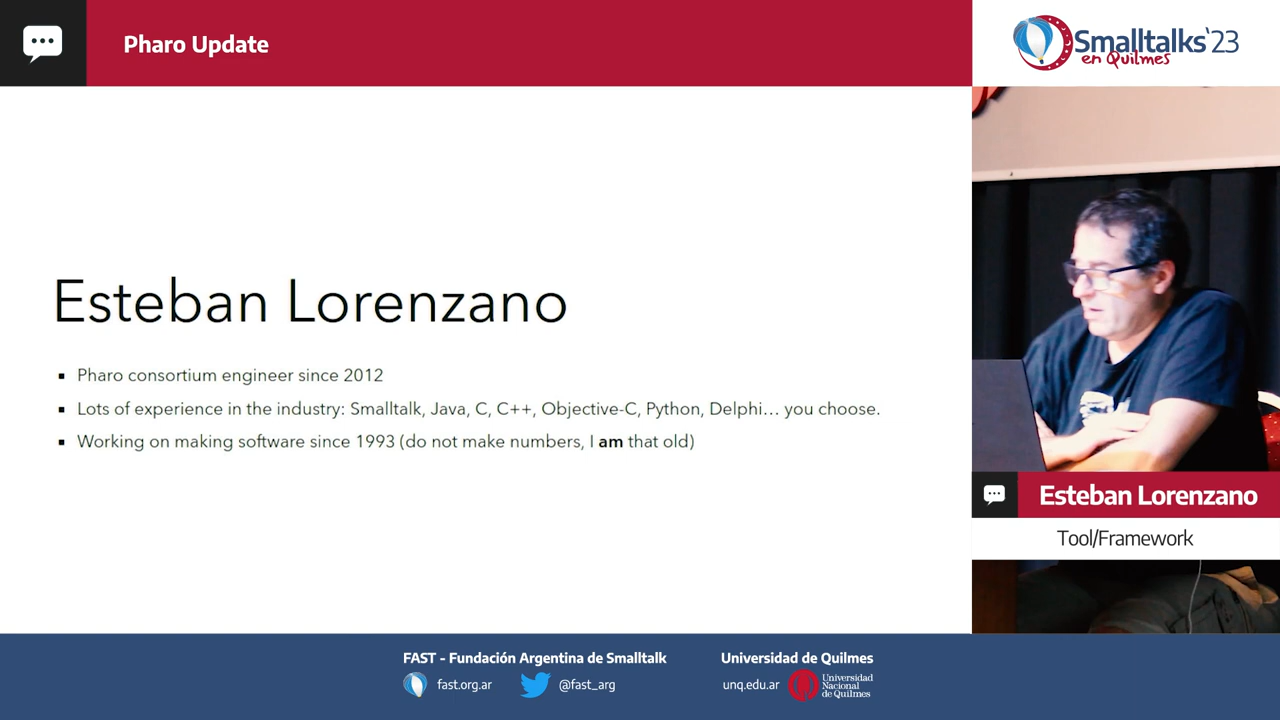 Pharo Update
Smalltalks'23
en Quilmes
Esteban Lorenzano
Pharo consortium engineer since 2012
Lots of experience in the industry: Smalltalk, Java, C, C++, Objective-C, Python, Delphi... you choose.
Working on making software since 1993 (do not make numbers, I am that old)
Esteban Lorenzano
Tool/Framework
FAST - Fundación Argentina de Smalltalk
fast.org.ar
@fast_arg
Universidad de Quilmes
unq.edu.ar
Universidad
Nacional
de Quilmes